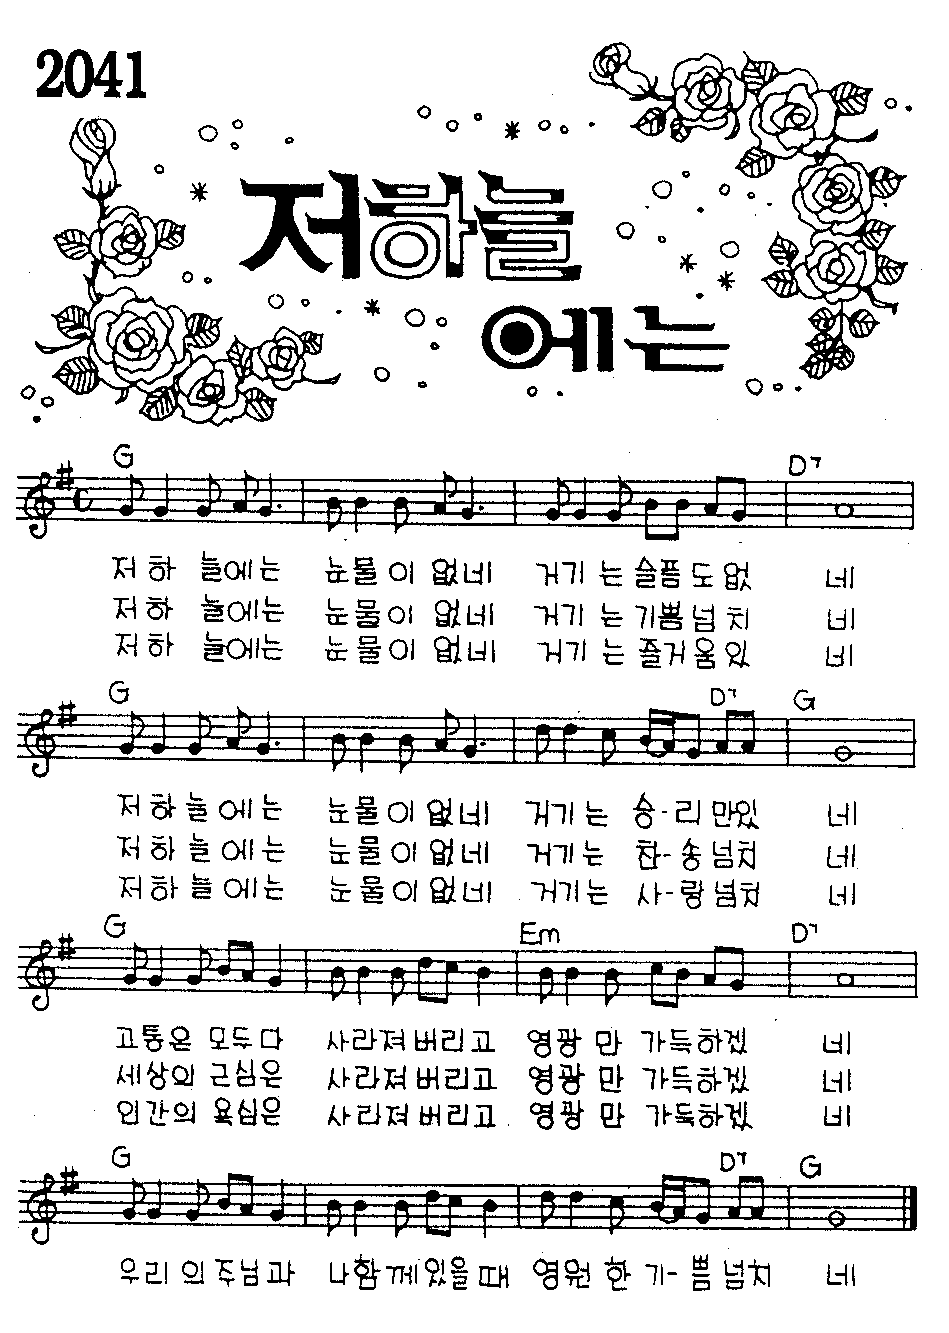 2041
저하늘
에는
G D7
저 하 늘에는 눈물이 없네 거기 는 슬픔도 없 네
저 하 늘에는 눈물이 없네 거기 는 기쁨넘치 네
저 하 늘에는 눈물이 없네 거기 는 즐거움있 네
G D7 G
저하늘에는 눈물이없네 거기는 승-리만있 네
저하늘에는 눈물이없네 거기는 찬-송넘쳐 네
저하늘에는 눈물이없네 거기는 사-랑넘쳐 네
G Em D7
고통은 모두다 사라져버리고 영광 만 가득하겠 네
세상의 근심은 사라져버리고 영광 만 가득하겠 네
인간의 욕심은 사라져버리고 영광 만 가득하겠 네
G D7 G
우리의주님과 나함께있을때 영원 한 기-쁨넘치 네